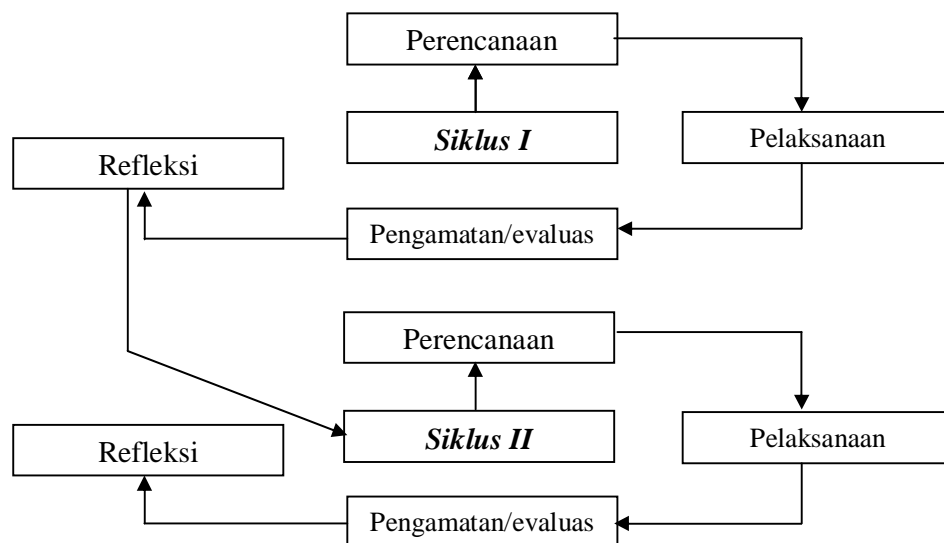 Perencanaan
Siklus I
Pelaksanaan
Refleksi
Pengamatan/evaluas
Perencanaan
Siklus II
Pelaksanaan
Refleksi
Pengamatan/evaluas